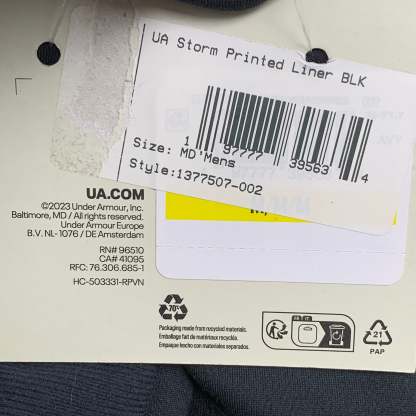 UA Storm Printed Liner BLK
1 97777 39563 4
Size: MD'Mens
Style:1377507-002
UA.COM
©2023 Under Armour, Inc.
Baltimore, MD / All rights reserved.
Under Armour Europe
B.V. NL- 1076 / DE Amsterdam
RN# 96510
CA# 41095
RFC: 76.306.685-1
HC-503331-RPVN
70%
Packaging made from recycled materials.
Emballage fait de matériaux recyclés.
Empaque hecho con materiales reciclados.
21
PAP